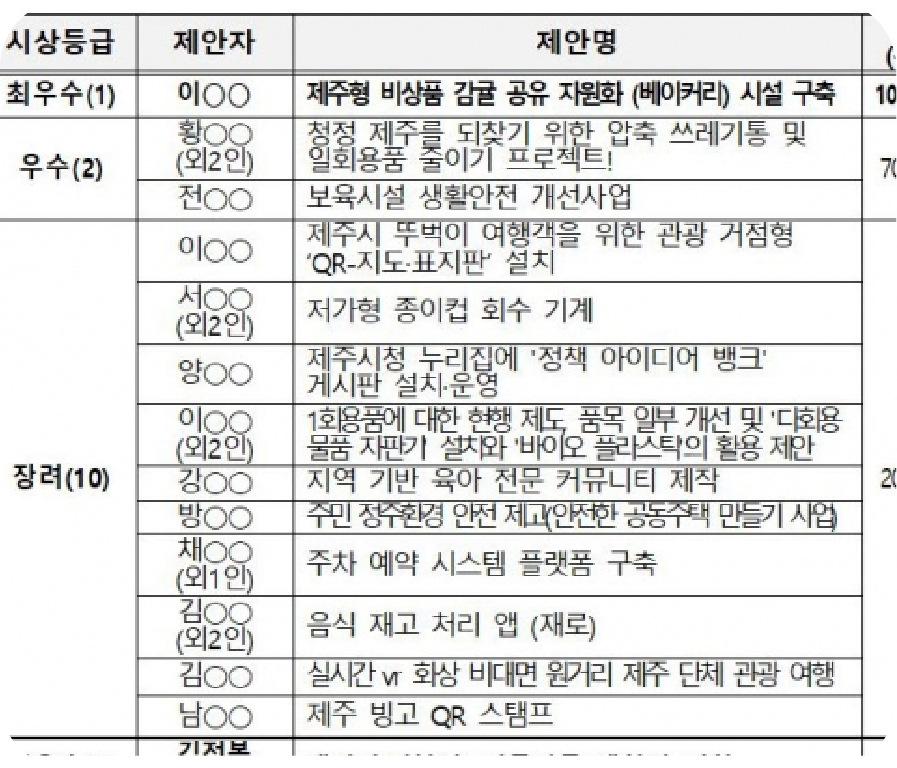 시상등급 제안자 제안명
최우수(1) 이○○ 제주형 비상품 감귤 공유 자원화 (베이커리) 시설 구축 10
우수(2)
황○○
(외2인)
청정 제주를 되찾기 위한 압축 쓰레기통 및
일회용품 줄이기 프로젝트!
70
전○○ 보육시설 생활안전 개선사업
장려(10)
이○○
제주시 뚜벅이 여행객을 위한 관광 거점형
'QR-지도·표지판' 설치
서○○
(외2인)
저가형 종이컵 회수 기계
양○○
제주시청 누리집에 '정책 아이디어 뱅크'
게시판 설치·운영
이○○
(외2인)
1회용품에 대한 현행 제도, 품목 일부 개선 및 '다회용
물품 자판기' 설치와 '바이오 플라스틱'의 활용 제안
강○○ 지역 기반 육아 전문 커뮤니티 제작
20
방○○ 주민 정주환경 안전 제고(안전한 공동주택 만들기 사업)
채○○
(외1인)
주차 예약 시스템 플랫폼 구축
김○○
(외2인)
음식 재고 처리 앱 (재로)
김○○ 실시간 vr 화상 비대면 원거리 제주 단체 관광 여행
남○○ 제주 빙고 QR 스탬프